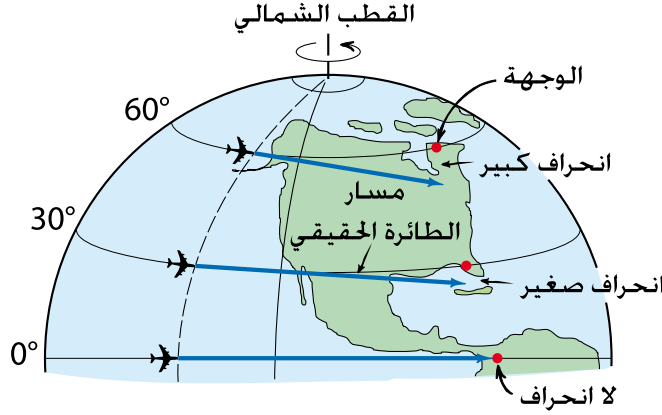 القطب الشمالي
الوجهة
60°
انحراف كبير
مسار
30°
الطائرة الحقيقي
انحراف صغير
0°
لا انحراف